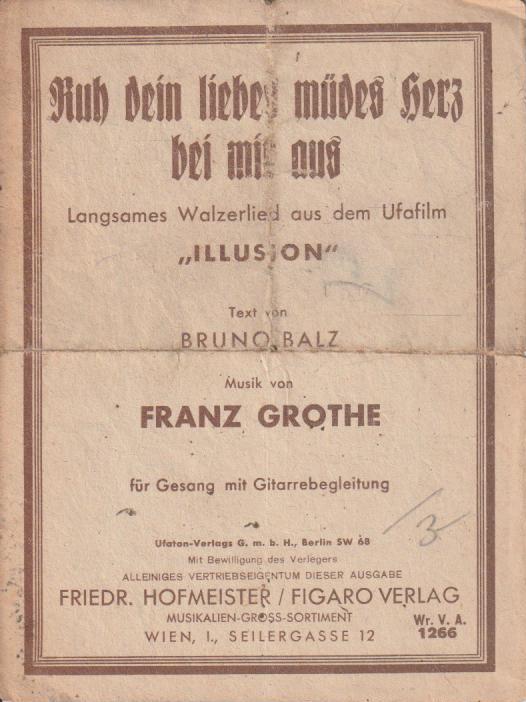 Ruh dein liebes müdes Herz
bei mir aus
Langsames Walzerlied aus dem Ufafilm
„ILLUSION“
Text von
BRUNO BALZ
Musik von
FRANZ GROTHE
für Gesang mit Gitarrebegleitung
/3
Ufaton-Verlags G. m. b. H., Berlin SW 68
Mit Bewilligung des Verlegers
ALLEINIGES VERTRIEBSEIGENTUM DIESER AUSGABE
FRIEDR. HOFMEISTER / FIGARO VERLAG
MUSIKALIEN-GROSS-SORTIMENT
WIEN, I., SEILERGASSE 12
Wr. V. A.
1266